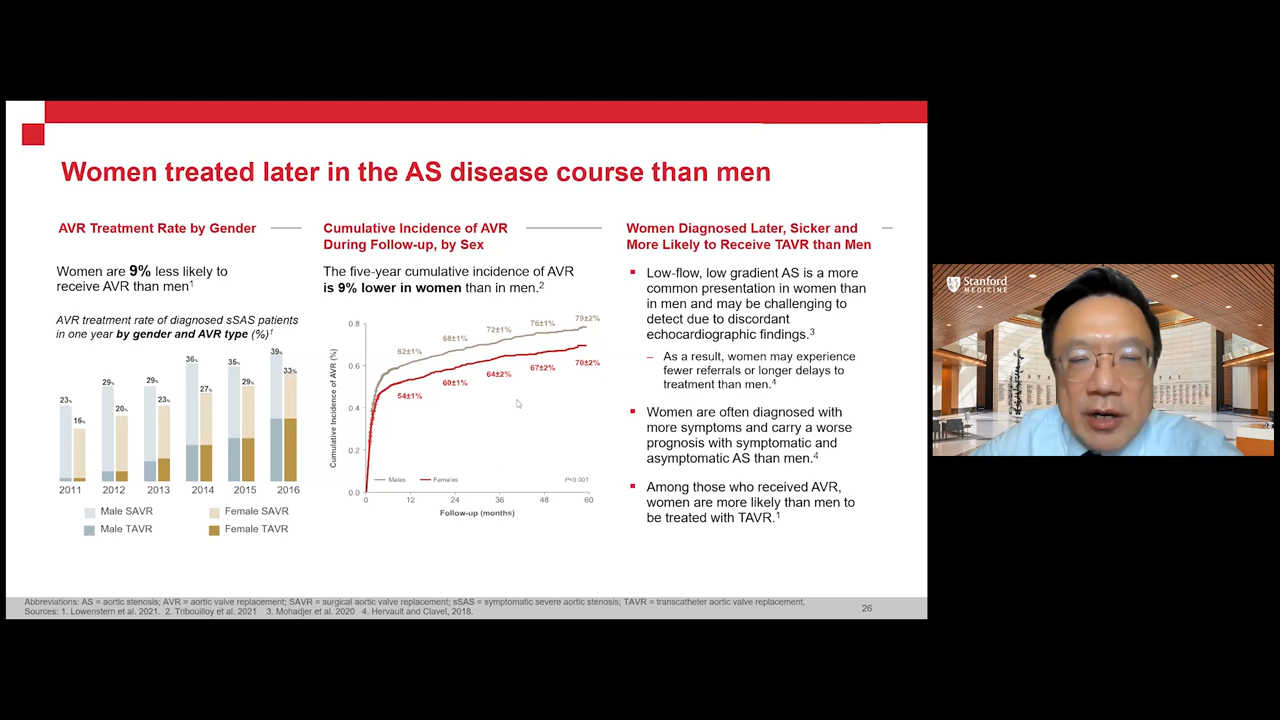 Women treated later in the AS disease course than men
AVR Treatment Rate by Gender
Women are 9% less likely to
receive AVR than men1
AVR treatment rate of diagnosed sSAS patients
in one year by gender and AVR type (%)1
23% 16% 29% 20% 29% 23% 36% 27% 35% 29% 39% 33%
2011 2012 2013 2014 2015 2016
Male SAVR Female SAVR
Male TAVR Female TAVR
Cumulative Incidence of AVR
During Follow-up, by Sex
The five-year cumulative incidence of AVR
is 9% lower in women than in men.2
Cumulative Incidence of AVR (%)
0.8
0.6
0.4
0.2
0.0
62±1% 68±1% 72±1% 76±1% 79±2%
54±1% 60±1% 64±2% 67±2% 70±2%
Males Females P<0.001
0 12 24 36 48 60
Follow-up (months)
Women Diagnosed Later, Sicker and
More Likely to Receive TAVR than Men
Low-flow, low gradient AS is a more
common presentation in women than
in men and may be challenging to
detect due to discordant
echocardiographic findings.3
– As a result, women may experience
fewer referrals or longer delays to
treatment than men.4
Women are often diagnosed with
more symptoms and carry a worse
prognosis with symptomatic and
asymptomatic AS than men.4
Among those who received AVR,
women are more likely than men to
be treated with TAVR.1
Abbreviations: AS = aortic stenosis; AVR = aortic valve replacement; SAVR = surgical aortic valve replacement; sSAS = symptomatic severe aortic stenosis; TAVR = transcatheter aortic valve replacement.
Sources: 1. Lowenstern et al. 2021. 2. Tribouilloy et al. 2021 3. Mohadjer et al. 2020 4. Hervault and Clavel, 2018.
26
Stanford
MEDICINE